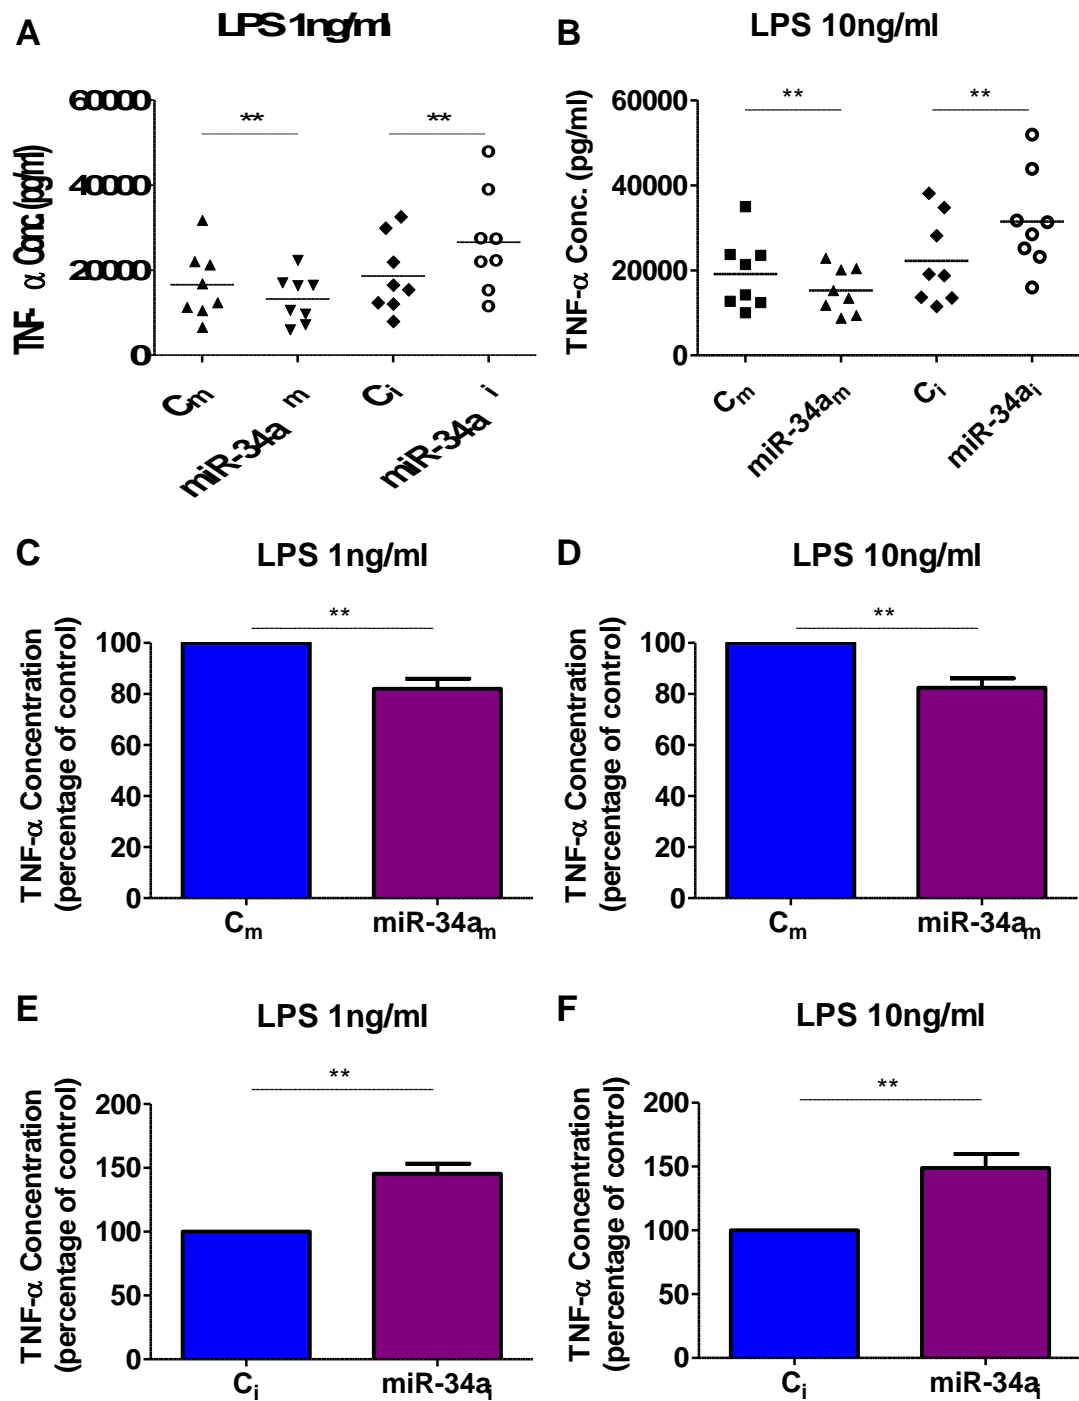 A
LPS 1ng/ml
TNF-α Conc. (pg/ml)
60000
40000
20000
0
**
**
Cm
miR-34a m
Ci
miR-34a i
B
LPS 10ng/ml
TNF-α Conc. (pg/ml)
60000
40000
20000
0
**
**
Cm
miR-34am
Ci
miR-34ai
C
LPS 1ng/ml
TNF-α Concentration
(percentage of control)
100
80
60
40
20
0
**
Cm
miR-34am
D
LPS 10ng/ml
TNF-α Concentration
(percentage of control)
100
80
60
40
20
0
**
Cm
miR-34am
E
LPS 1ng/ml
TNF-α Concentration
(percentage of control)
200
150
100
50
0
**
Ci
miR-34ai
F
LPS 10ng/ml
TNF-α Concentration
(percentage of control)
200
150
100
50
0
**
Ci
miR-34ai